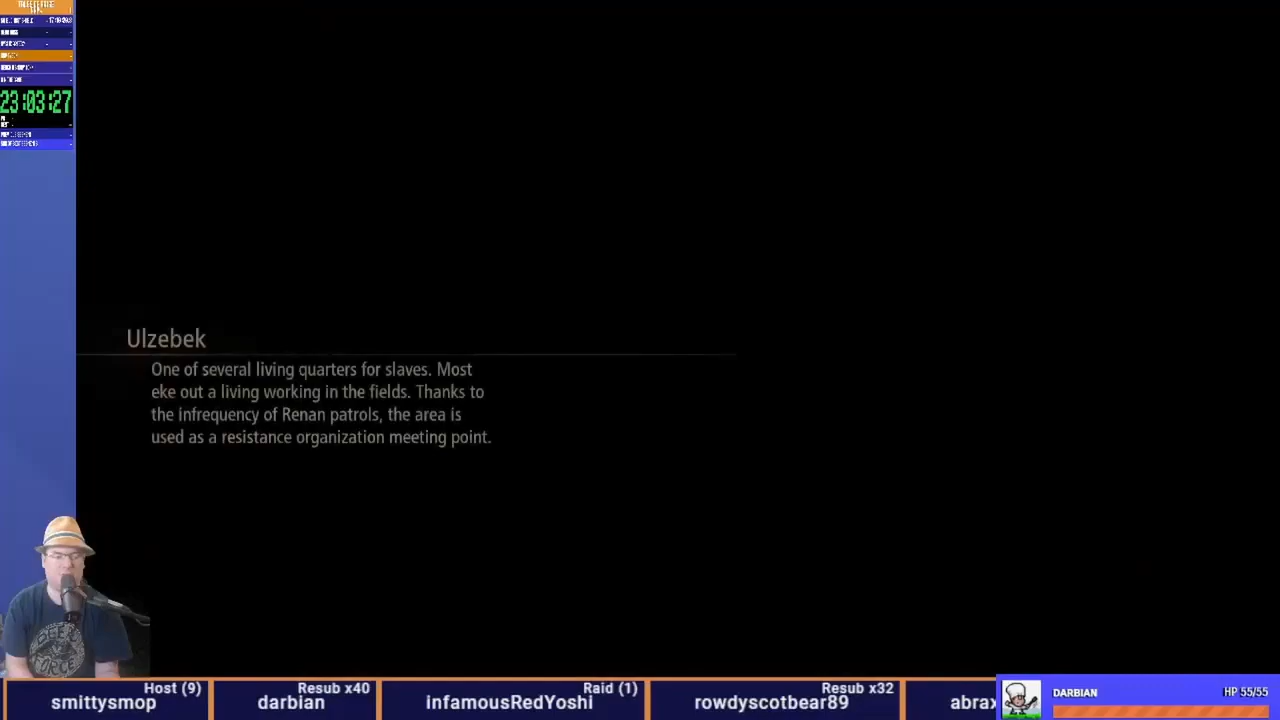 23:03:27
Ulzebek
One of several living quarters for slaves. Most
eke out a living working in the fields. Thanks to
the infrequency of Renan patrols, the area is
used as a resistance organization meeting point.
Host (9)
smittysmop
Resub x40
darbian
Raid (1)
infamousRedYoshi
Resub x32
rowdyscotbear89
abrax
DARBIAN
HP 55/55